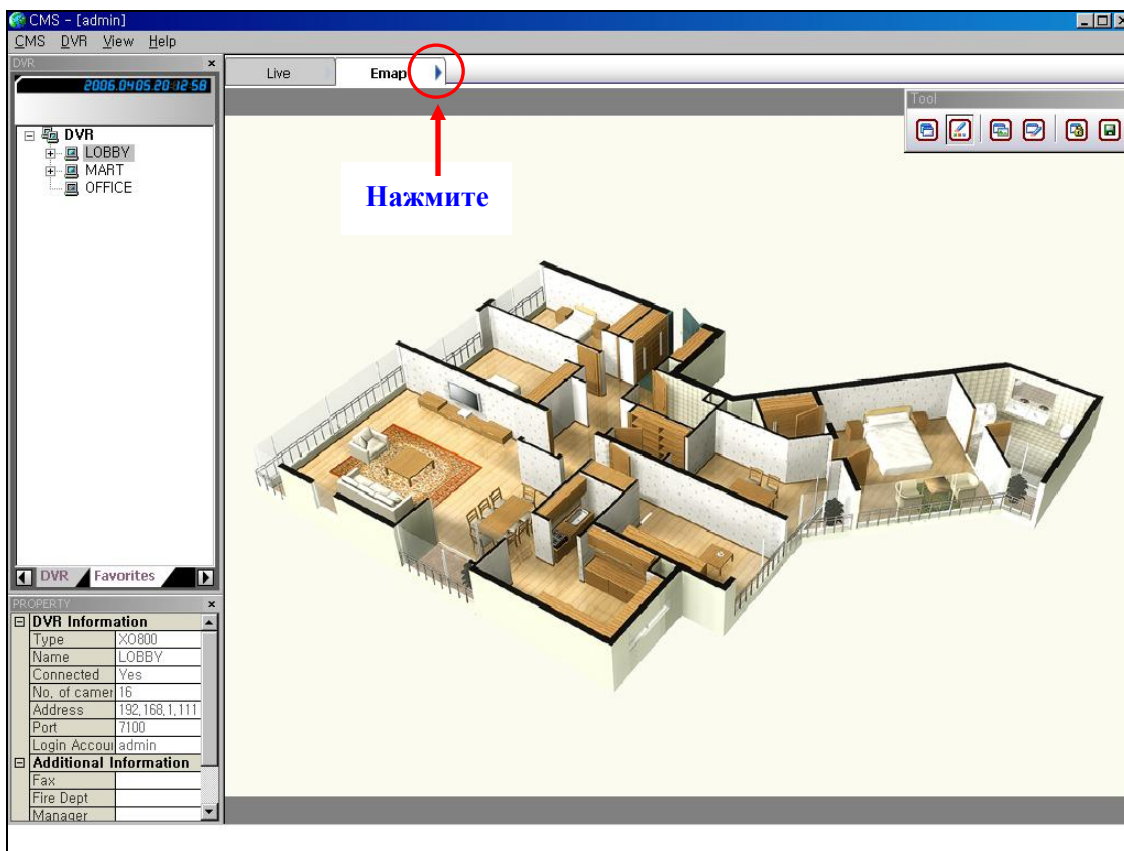 CMS - [admin]
CMS DVR View Help
DVR
2006.04.05.20:12:58
Live
Emap
Tool
DVR
LOBBY
MART
OFFICE
Нажмите
DVR Favorites
PROPERTY
DVR Information
Type XO800
Name LOBBY
Connected Yes
No, of camer 16
Address 192,168,1,111
Port 7100
Login Accou admin
Additional Information
Fax
Fire Dept
Manager